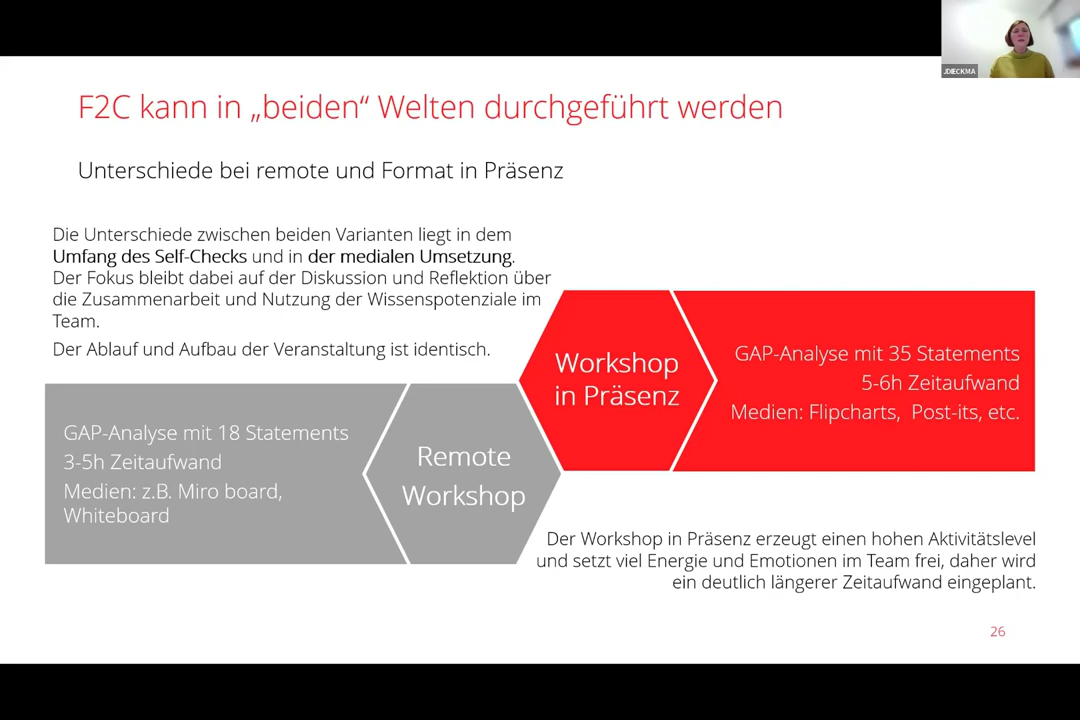 JDIECKMA
F2C kann in „beiden“ Welten durchgeführt werden
Unterschiede bei remote und Format in Präsenz
Die Unterschiede zwischen beiden Varianten liegt in dem
Umfang des Self-Checks und in der medialen Umsetzung.
Der Fokus bleibt dabei auf der Diskussion und Reflektion über
die Zusammenarbeit und Nutzung der Wissenspotenziale im
Team.
Der Ablauf und Aufbau der Veranstaltung ist identisch.
Workshop
in Präsenz
GAP-Analyse mit 35 Statements
5-6h Zeitaufwand
Medien: Flipcharts, Post-its, etc.
GAP-Analyse mit 18 Statements
3-5h Zeitaufwand
Medien: z.B. Miro board,
Whiteboard
Remote
Workshop
Der Workshop in Präsenz erzeugt einen hohen Aktivitätslevel
und setzt viel Energie und Emotionen im Team frei, daher wird
ein deutlich längerer Zeitaufwand eingeplant.
26